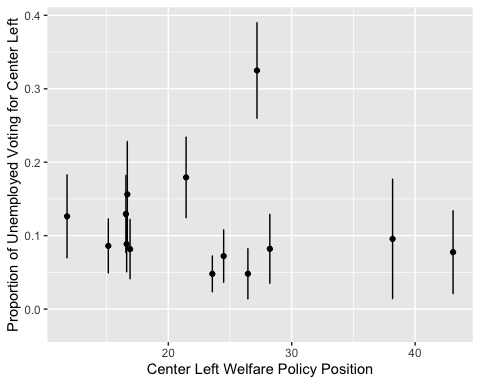 Proportion of Unemployed Voting for Center Left
0.4
0.3
0.2
0.1
0.0
20 30 40
Center Left Welfare Policy Position